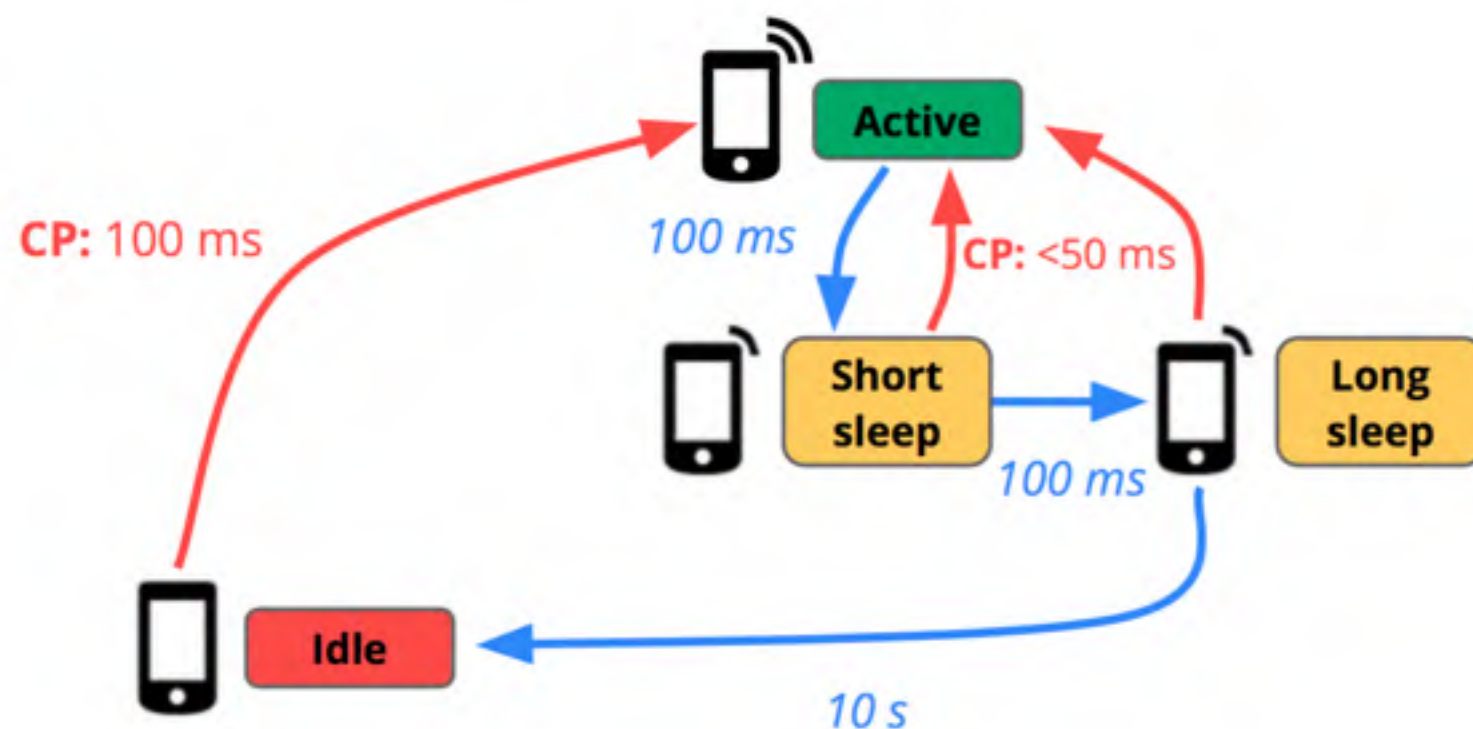 Active
CP: 100 ms
100 ms
CP: <50 ms
Short
sleep
Long
sleep
100 ms
Idle
10 s